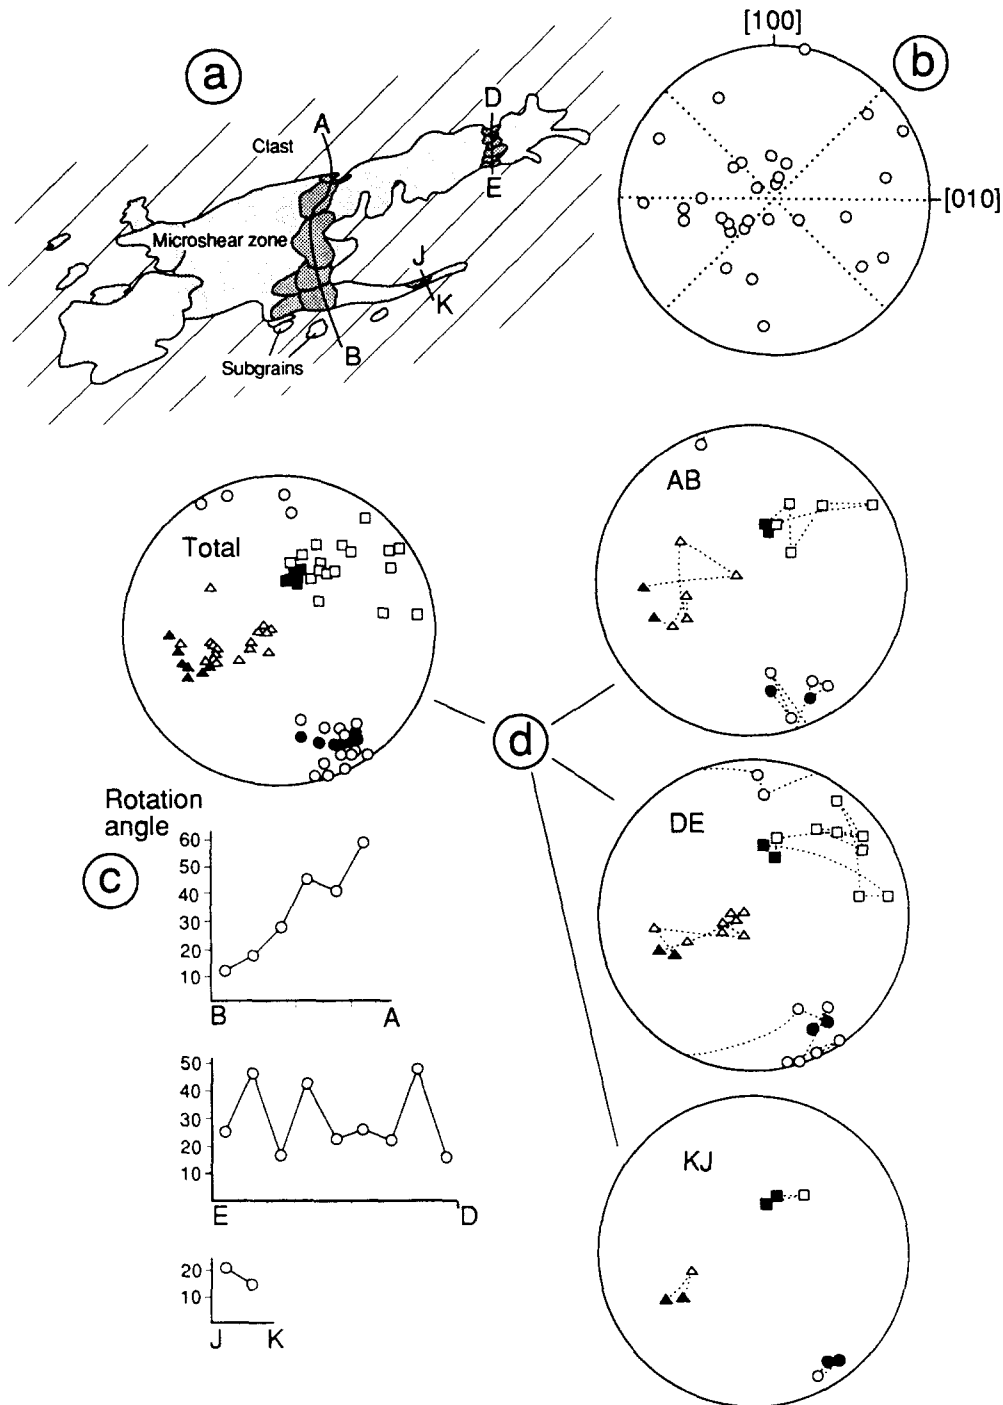 a
A
Clast
D
E
Microshear zone
J
K
B
Subgrains
[100]
b
[010]
Total
AB
d
DE
KJ
Rotation
angle
c
60
50
40
30
20
10
B
A
50
40
30
20
10
E
D
20
10
J
K